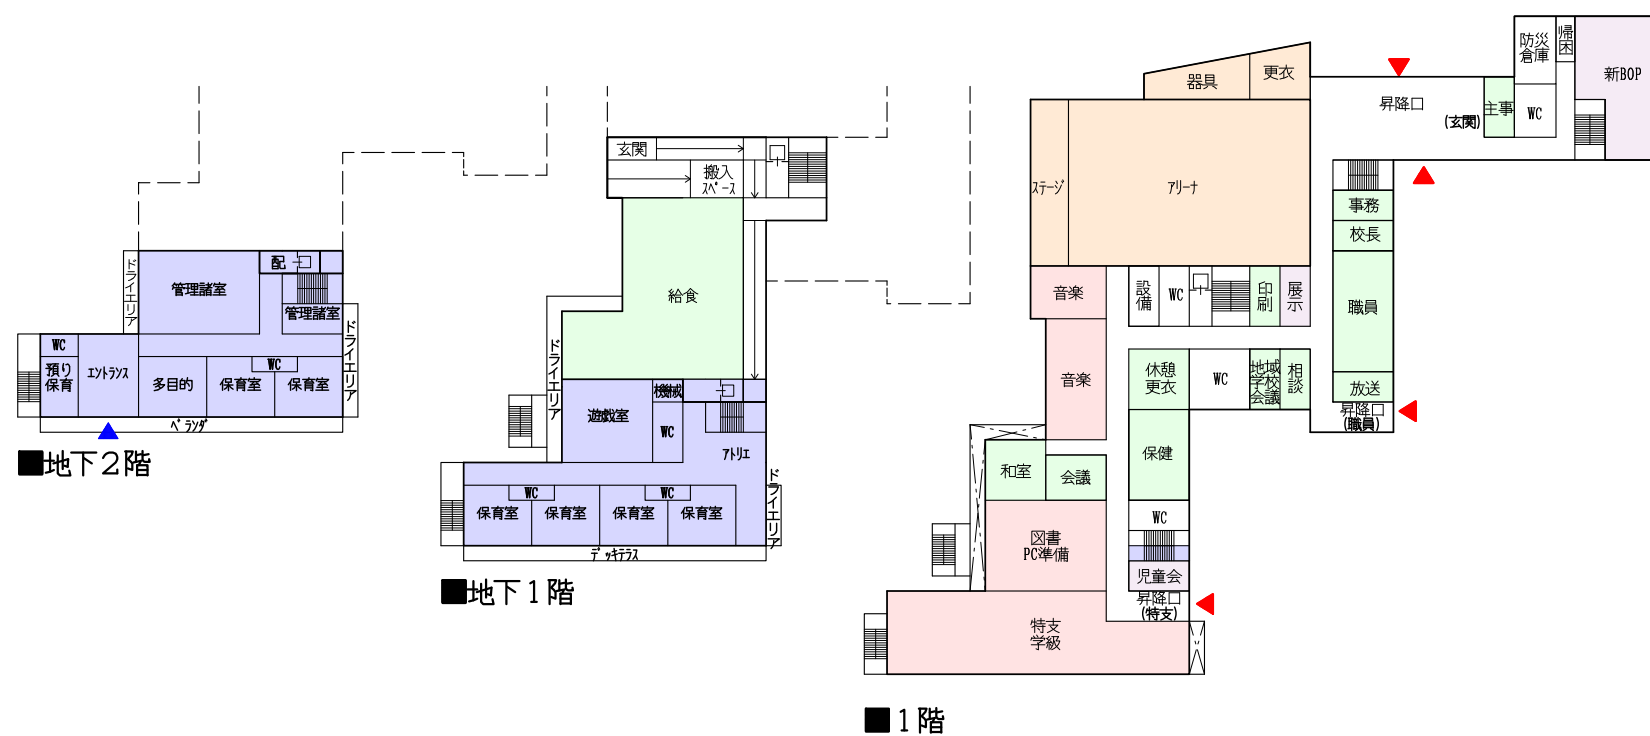 管理諸室
配
管理諸室
ドライエリア
ドライエリア
WC
預り
保育
エントランス
多目的
WC
保育室
保育室
ベランダ
■地下２階
玄関
搬入
スペース
給食
ドライエリア
遊戯室
機械
WC
アトリエ
WC
WC
保育室
保育室
保育室
保育室
ドライエリア
デッキテラス
■地下１階
器具
更衣
ステージ
アリーナ
昇降口
(玄関)
主事
防災
倉庫
帰困
WC
新BOP
事務
校長
職員
放送
昇降口
(職員)
音楽
設備
WC
印刷
展示
音楽
休憩
更衣
WC
地域
学校
会議
相談
和室
会議
保健
図書
PC準備
WC
児童会
昇降口
(特支)
特支
学級
■１階